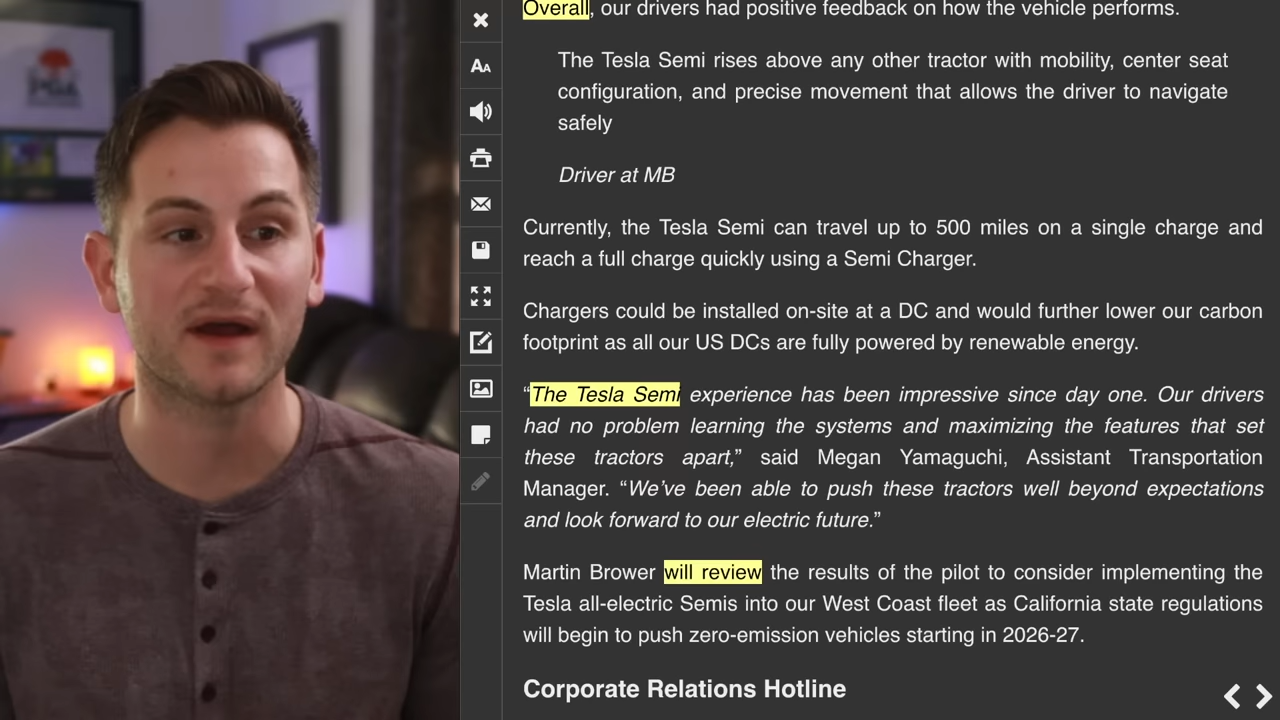 Overall, our drivers had positive feedback on how the vehicle performs.
The Tesla Semi rises above any other tractor with mobility, center seat
configuration, and precise movement that allows the driver to navigate
safely
Driver at MB
Currently, the Tesla Semi can travel up to 500 miles on a single charge and
reach a full charge quickly using a Semi Charger.
Chargers could be installed on-site at a DC and would further lower our carbon
footprint as all our US DCs are fully powered by renewable energy.
“The Tesla Semi experience has been impressive since day one. Our drivers
had no problem learning the systems and maximizing the features that set
these tractors apart,” said Megan Yamaguchi, Assistant Transportation
Manager. “We’ve been able to push these tractors well beyond expectations
and look forward to our electric future.”
Martin Brower will review the results of the pilot to consider implementing the
Tesla all-electric Semis into our West Coast fleet as California state regulations
will begin to push zero-emission vehicles starting in 2026-27.
Corporate Relations Hotline
AA
PGA